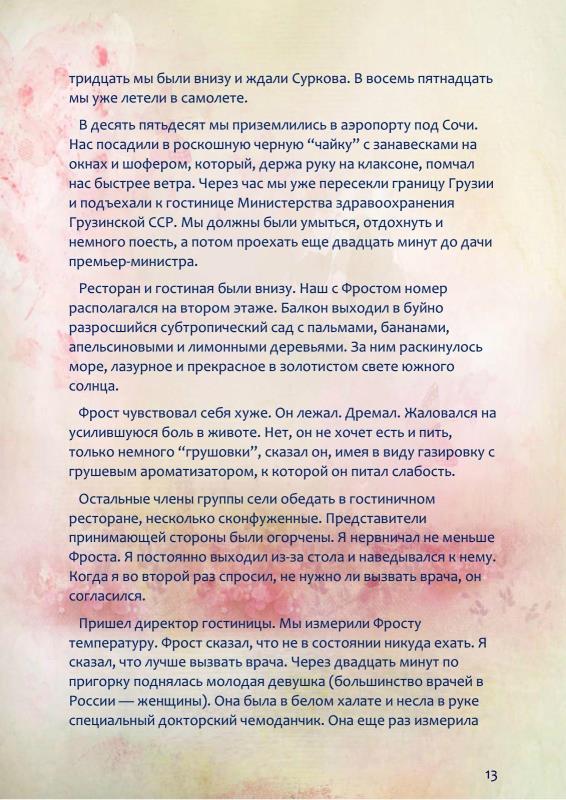 тридцать мы были внизу и ждали Суркова. В восемь пятнадцать
мы уже летели в самолете.
В десять пятьдесят мы приземлились в аэропорту под Сочи.
Нас посадили в роскошную черную “чайку” с занавесками на
окнах и шофером, который, держа руку на клаксоне, помчал
нас быстрее ветра. Через час мы уже пересекли границу Грузии
и подъехали к гостинице Министерства здравоохранения
Грузинской ССР. Мы должны были умыться, отдохнуть и
немного поесть, а потом проехать еще двадцать минут до дачи
премьер-министра.
Ресторан и гостиная были внизу. Наш с Фростом номер
располагался на втором этаже. Балкон выходил в буйно
разросшийся субтропический сад с пальмами, бананами,
апельсиновыми и лимонными деревьями. За ним раскинулось
море, лазурное и прекрасное в золотистом свете южного
солнца.
Фрост чувствовал себя хуже. Он лежал. Дремал. Жаловался на
усилившуюся боль в животе. Нет, он не хочет есть и пить,
только немного “грушовки”, сказал он, имея в виду газировку с
грушевым ароматизатором, к которой он питал слабость.
Остальные члены группы сели обедать в гостиничном
ресторане, несколько сконфуженные. Представители
принимающей стороны были огорчены. Я нервничал не меньше
Фроста. Я постоянно выходил из-за стола и наведывался к нему.
Когда я во второй раз спросил, не нужно ли вызвать врача, он
согласился.
Пришел директор гостиницы. Мы измерили Фросту
температуру. Фрост сказал, что не в состоянии никуда ехать. Я
сказал, что лучше вызвать врача. Через двадцать минут по
пригорку поднялась молодая девушка (большинство врачей в
России — женщины). Она была в белом халате и несла в руке
специальный докторский чемоданчик. Она еще раз измерила
13